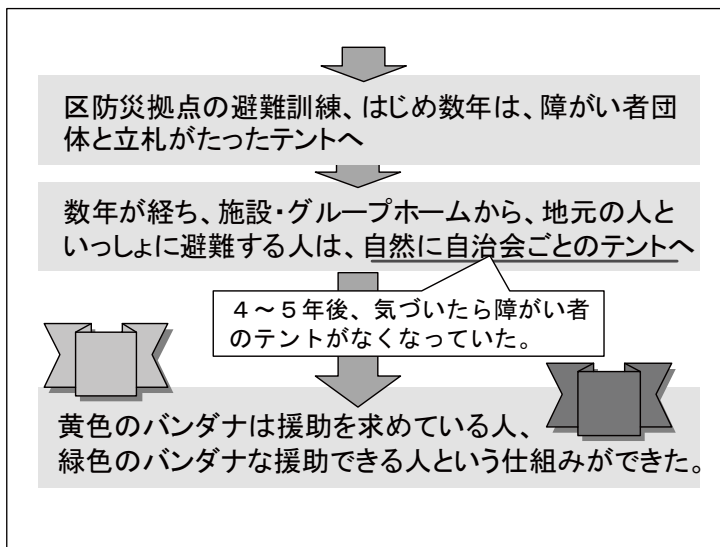 区防災拠点の避難訓練、はじめ数年は、障がい者団
体と立札がたったテントへ
数年が経ち、施設・グループホームから、地元の人と
いっしょに避難する人は、自然に自治会ごとのテントへ
４～５年後、気づいたら障がい者
のテントがなくなっていた。
黄色のバンダナは援助を求めている人、
緑色のバンダナな援助できる人という仕組みができた。